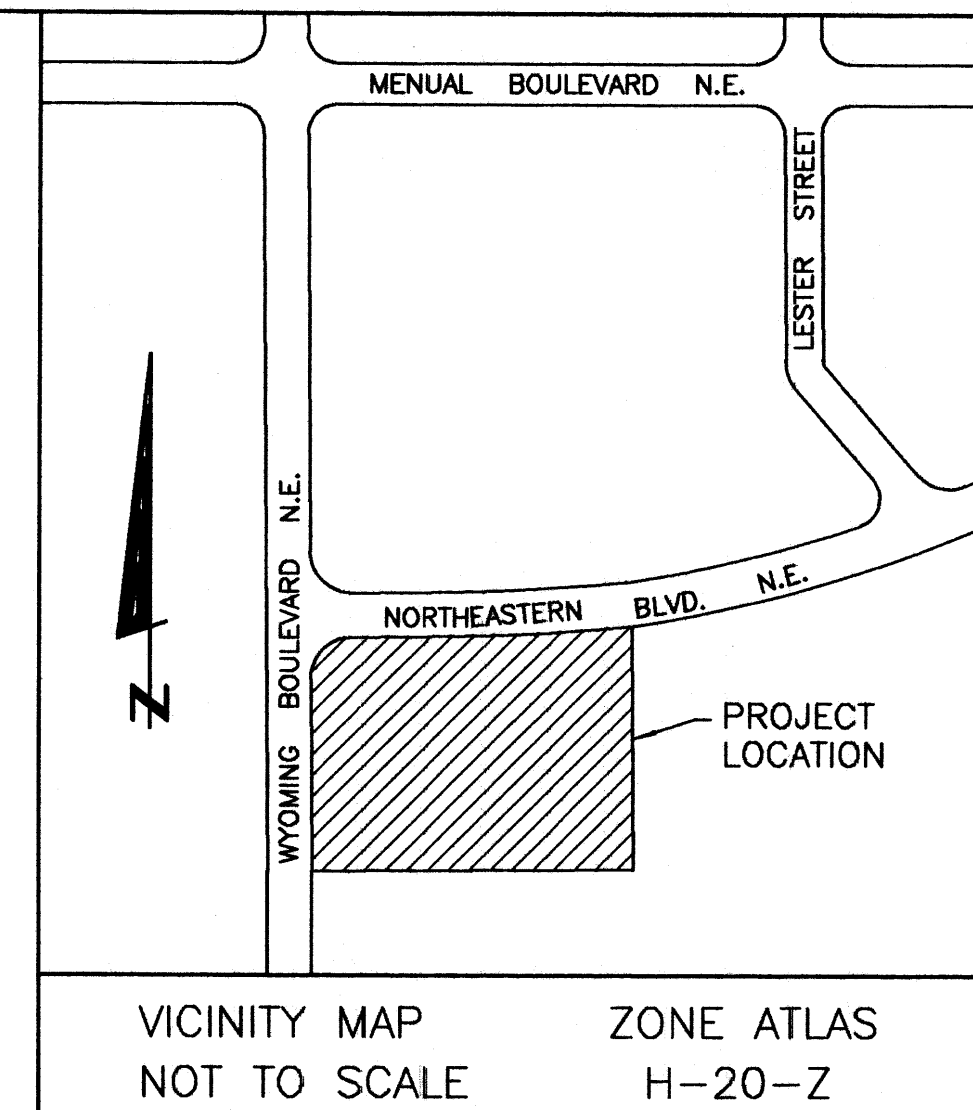 MENUAL BOULEVARD N.E.
LESTER STREET
WYOMING BOULEVARD N.E.
NORTHEASTERN BLVD. N.E.
N
PROJECT
LOCATION
VICINITY MAP
NOT TO SCALE
ZONE ATLAS
H-20-Z